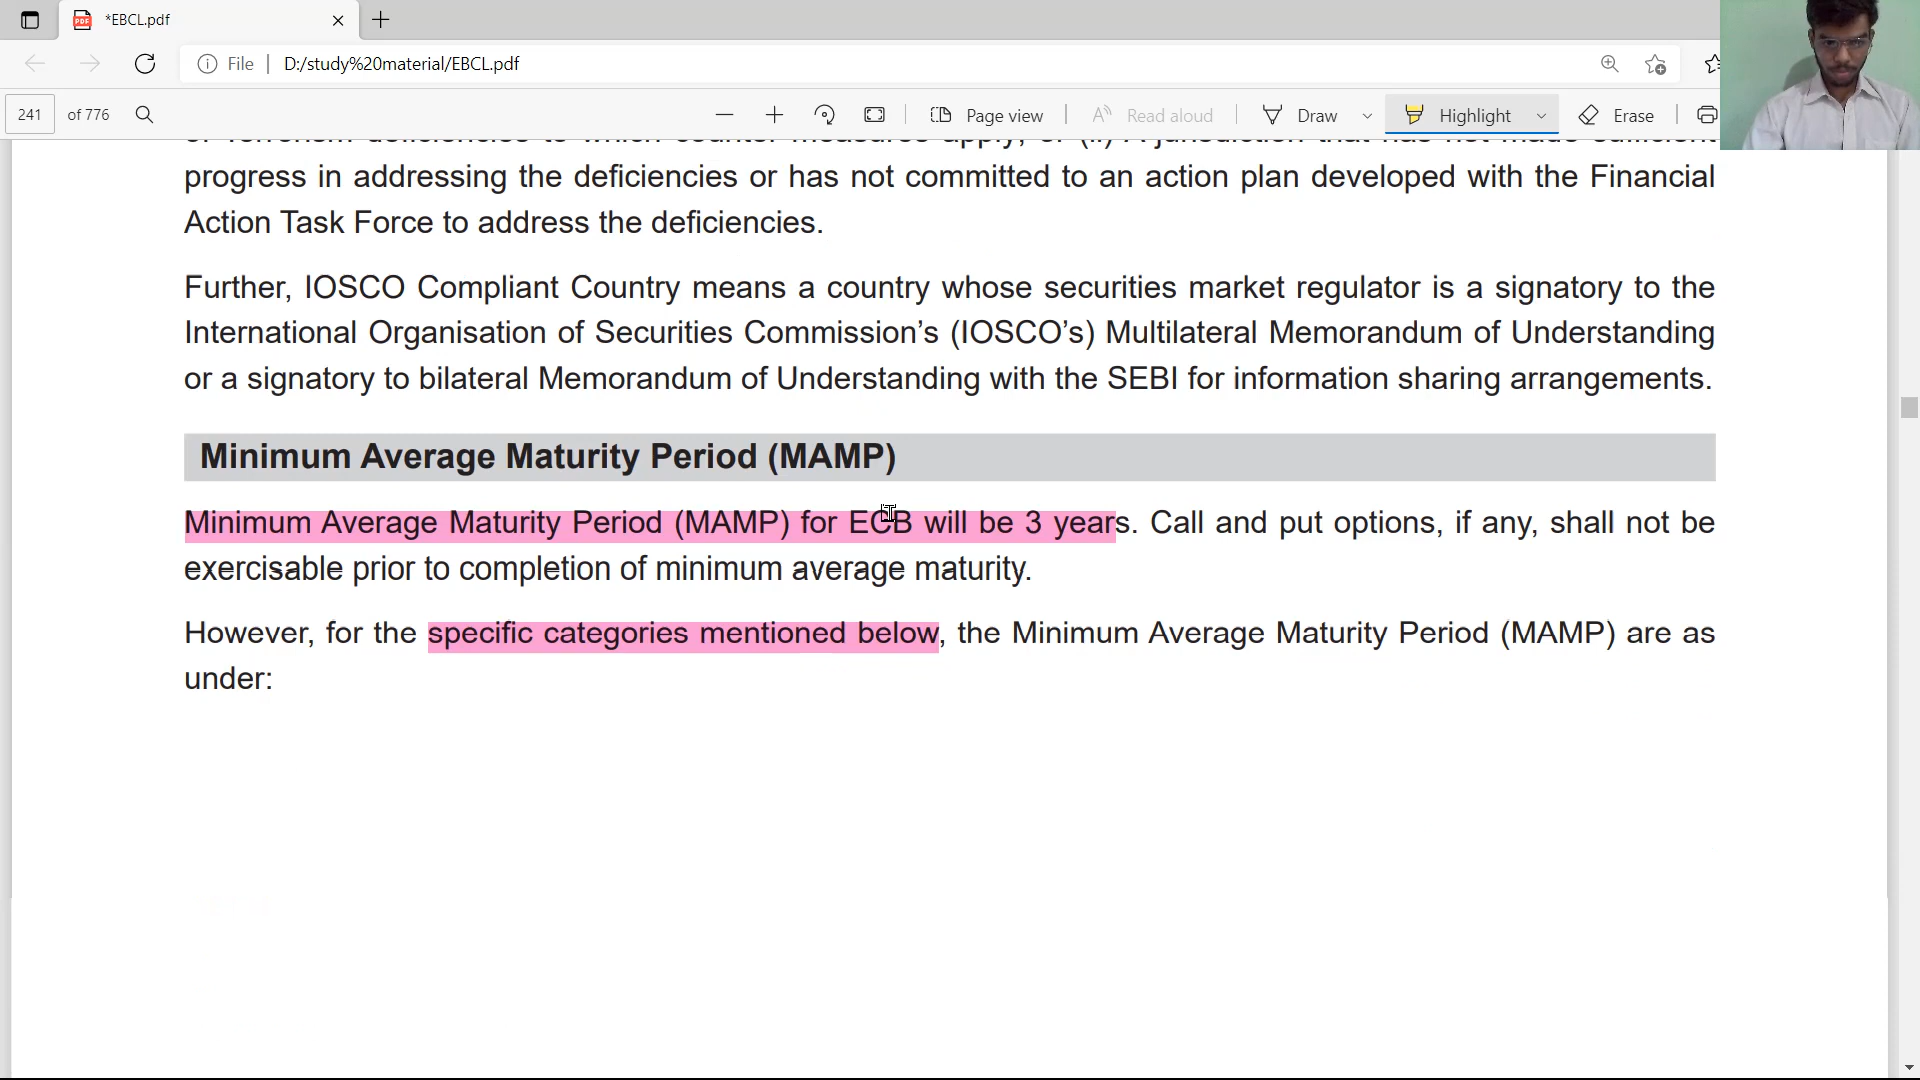 *EBCL.pdf
File
D:/study%20material/EBCL.pdf
241 of 776
Page view
Read aloud
Draw
Highlight
Erase
progress in addressing the deficiencies or has not committed to an action plan developed with the Financial
Action Task Force to address the deficiencies.
Further, IOSCO Compliant Country means a country whose securities market regulator is a signatory to the
International Organisation of Securities Commission’s (IOSCO’s) Multilateral Memorandum of Understanding
or a signatory to bilateral Memorandum of Understanding with the SEBI for information sharing arrangements.
Minimum Average Maturity Period (MAMP)
Minimum Average Maturity Period (MAMP) for ECB will be 3 years. Call and put options, if any, shall not be
exercisable prior to completion of minimum average maturity.
However, for the specific categories mentioned below, the Minimum Average Maturity Period (MAMP) are as
under: